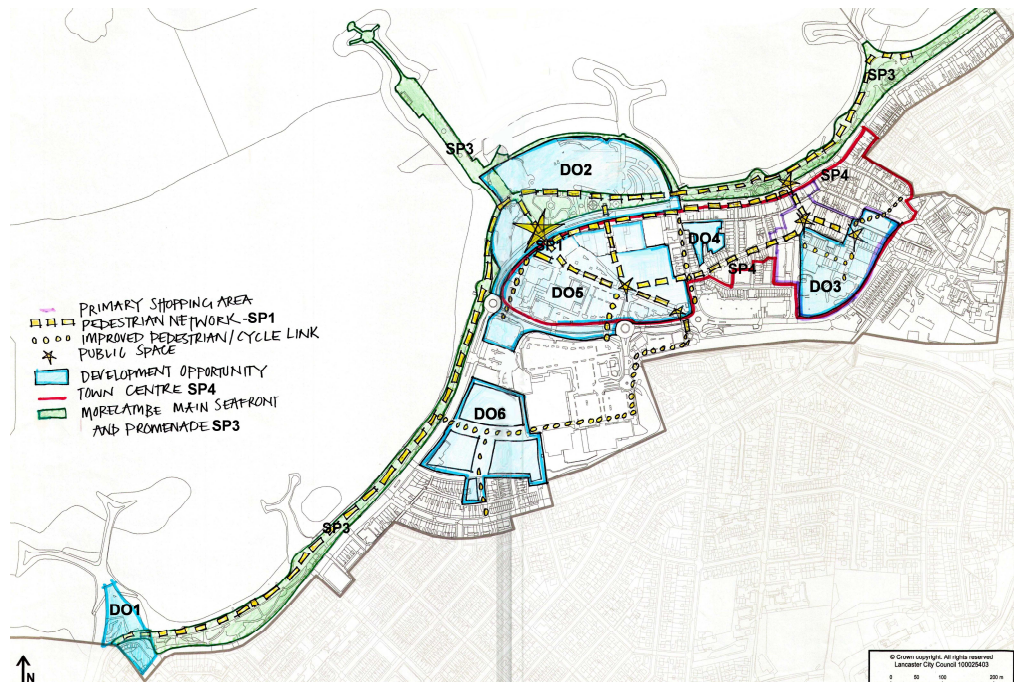 SP3
SP3
DO2
SP4
SP1
DO4
SP4
DO5
DO3
PRIMARY SHOPPING AREA
PEDESTRIAN NETWORK -SP1
IMPROVED PEDESTRIAN/CYCLE LINK
PUBLIC SPACE
DEVELOPMENT OPPORTUNITY
TOWN CENTRE SP4
MORECAMBE MAIN SEAFRONT
AND PROMENADE SP3
DO6
SP3
DO1
N
© Crown copyright. All rights reserved
Lancaster City Council 100025403
0 50 100 200 m